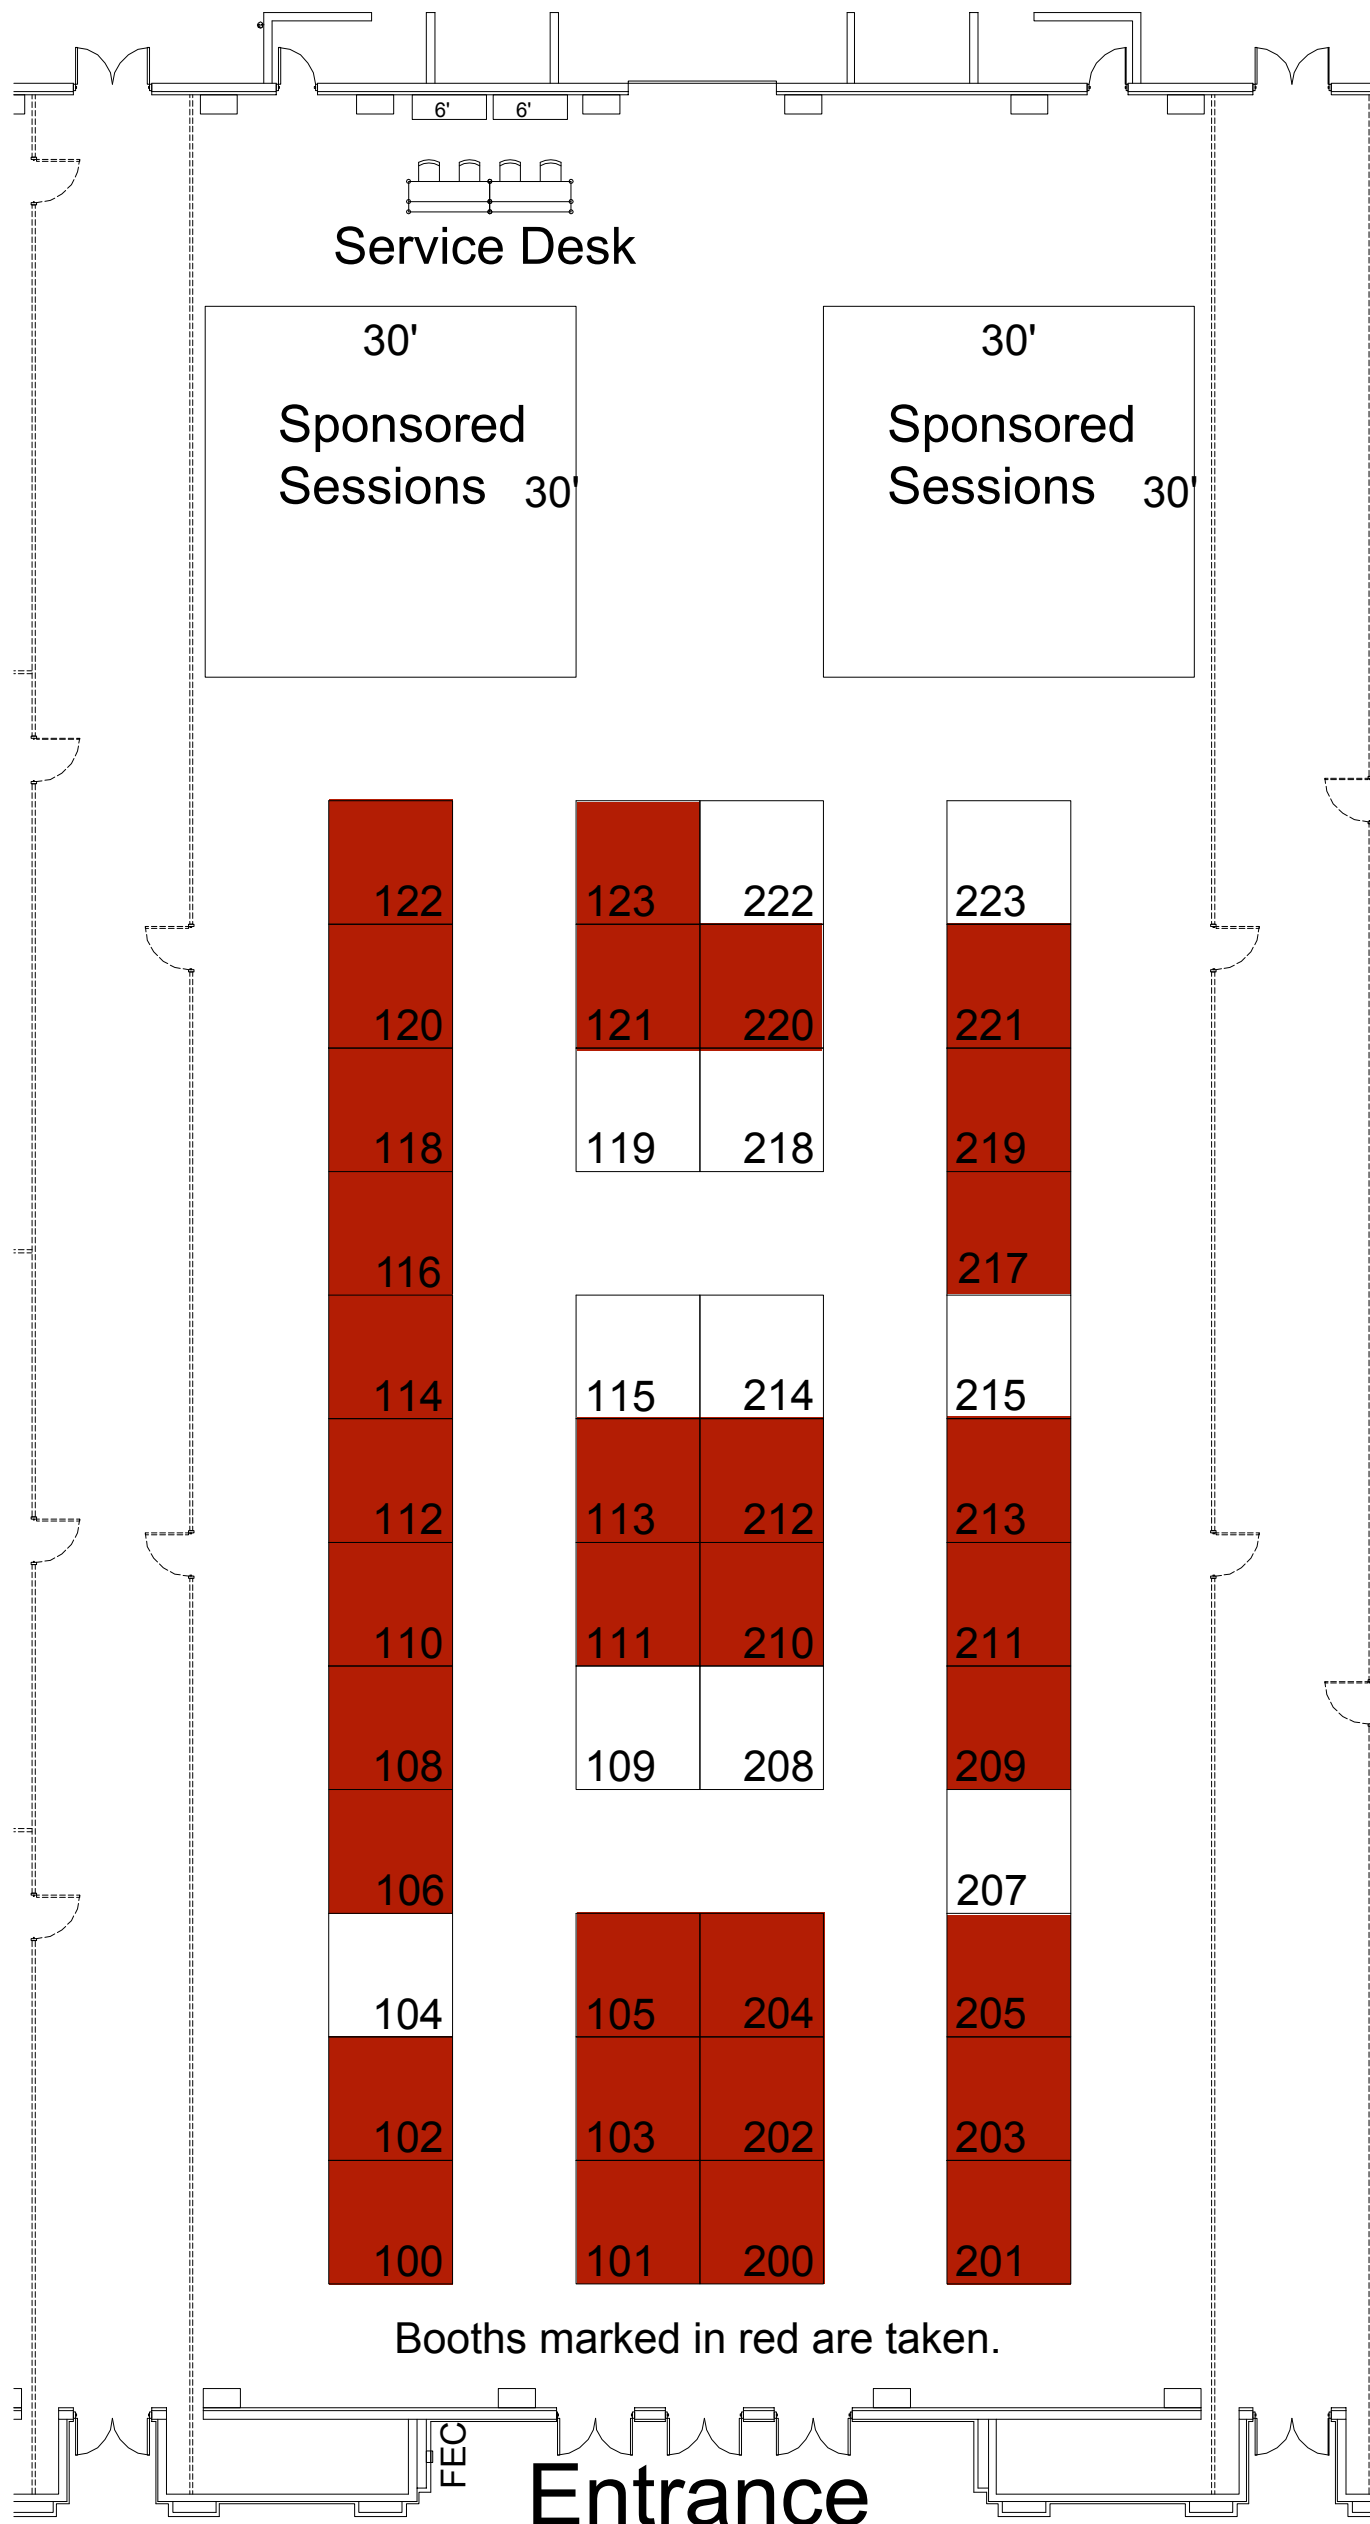 6' 6'
Service Desk
30' 30'
Sponsored Sponsored
Sessions 30' Sessions 30'
122 123 222 223
120 121 220 221
118 119 218 219
116 217
114 115 214 215
112 113 212 213
110 111 210 211
108 109 208 209
106 207
104 105 204 205
102 103 202 203
100 101 200 201
Booths marked in red are taken.
FEC
Entrance